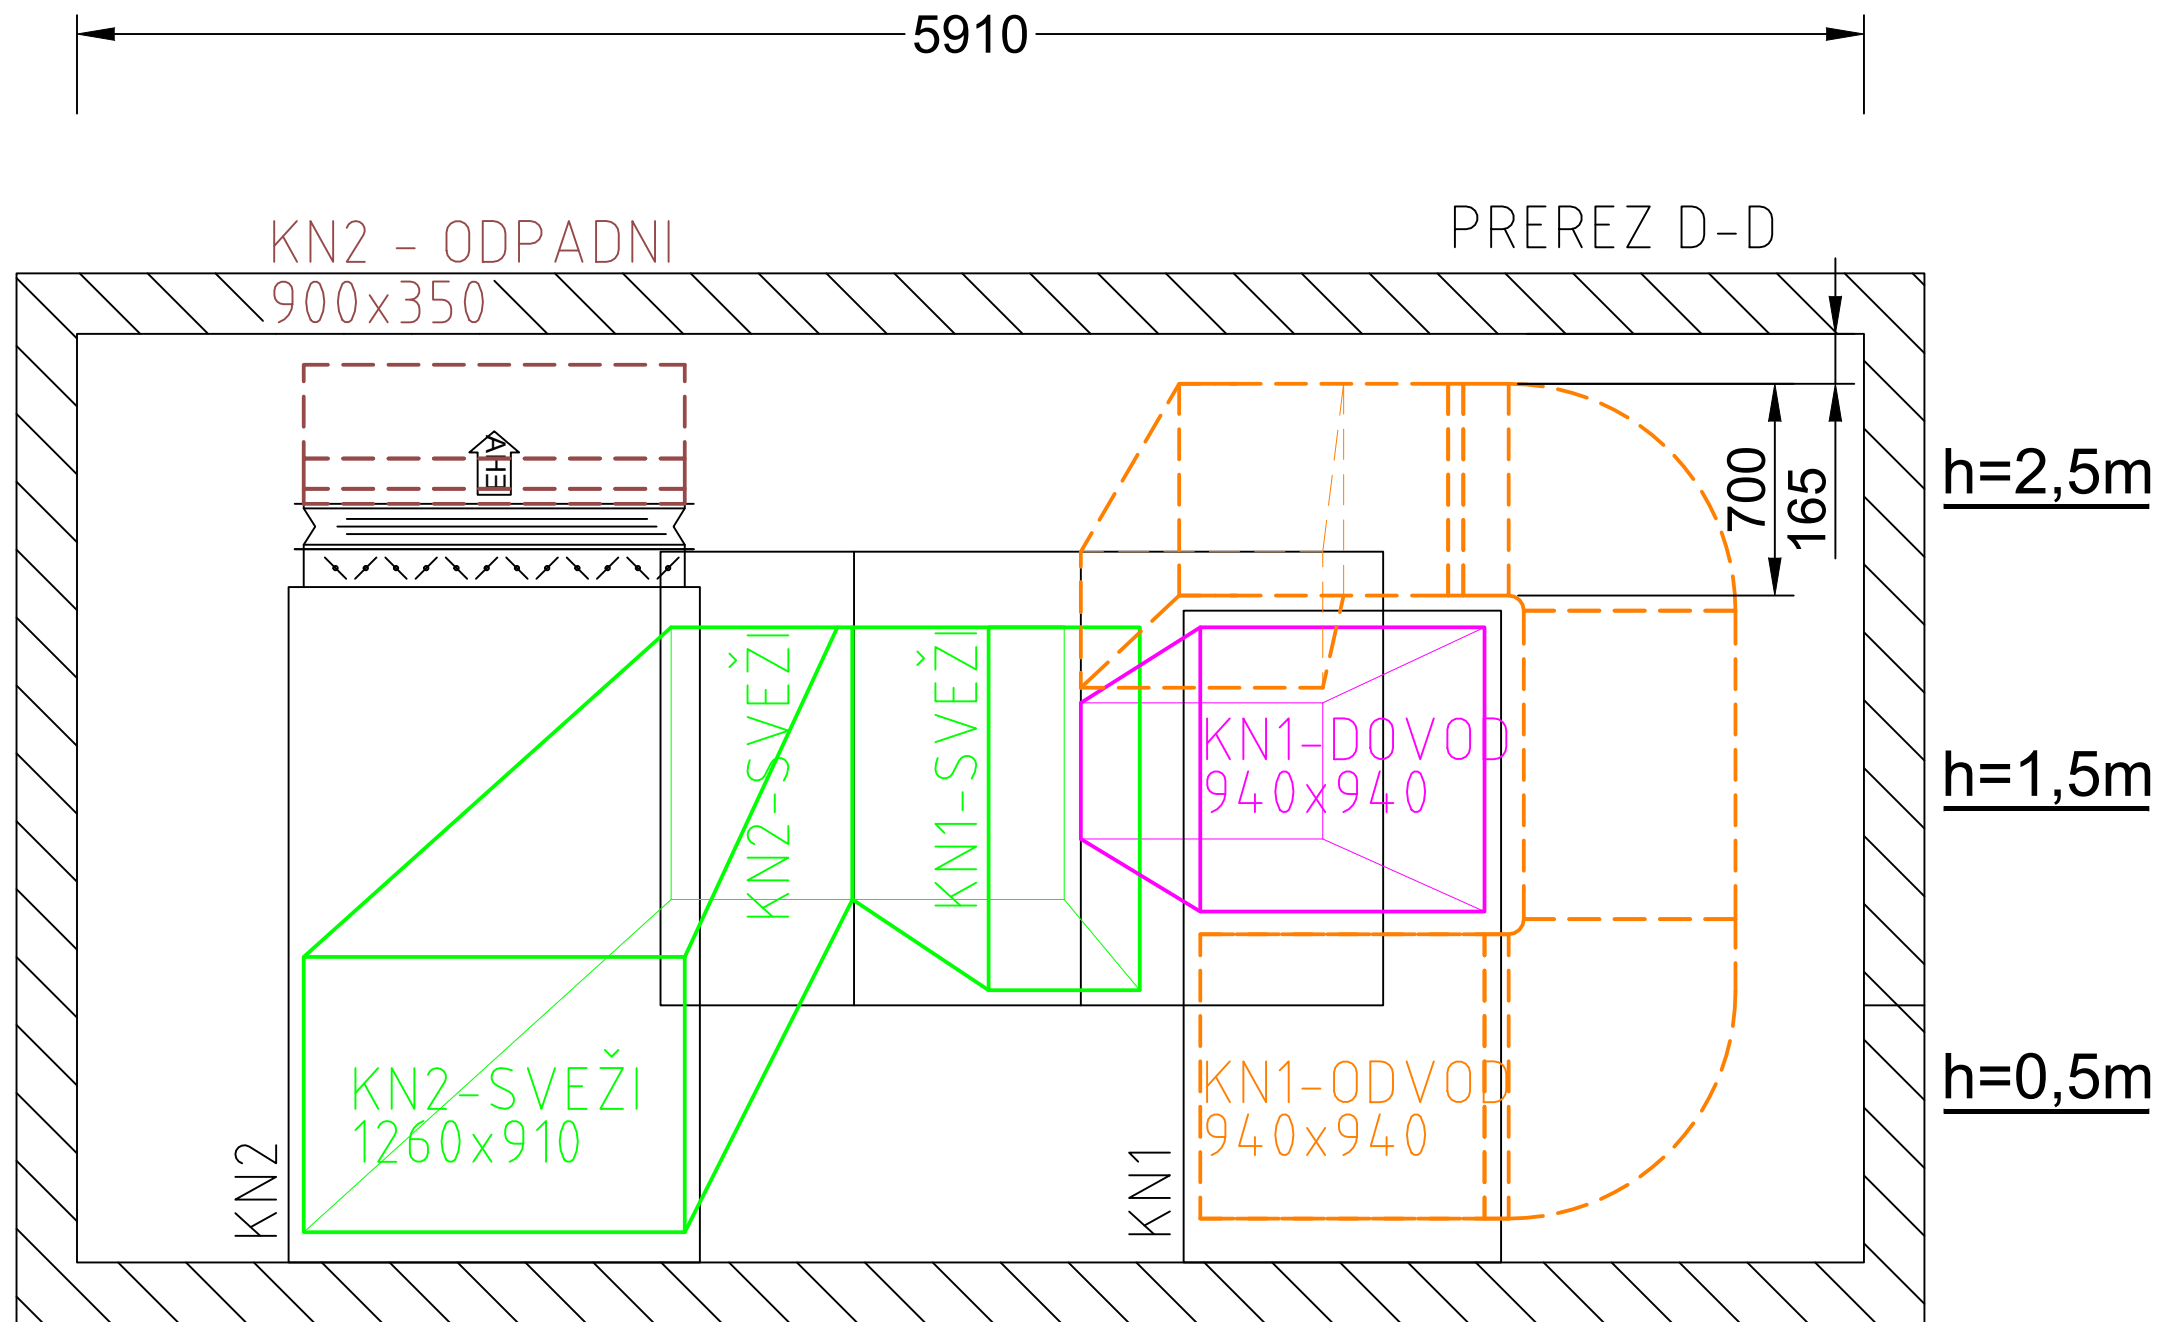 5910
PREREZ D-D
KN2 - ODPADNI
900x350
EHA
700
165
h=2,5m
KN2-SVEŽI
KN1-SVEŽI
KN1-DOVOD
940x940
h=1,5m
KN2-SVEŽI
1260x910
KN1-ODVOD
940x940
h=0,5m
KN2
KN1